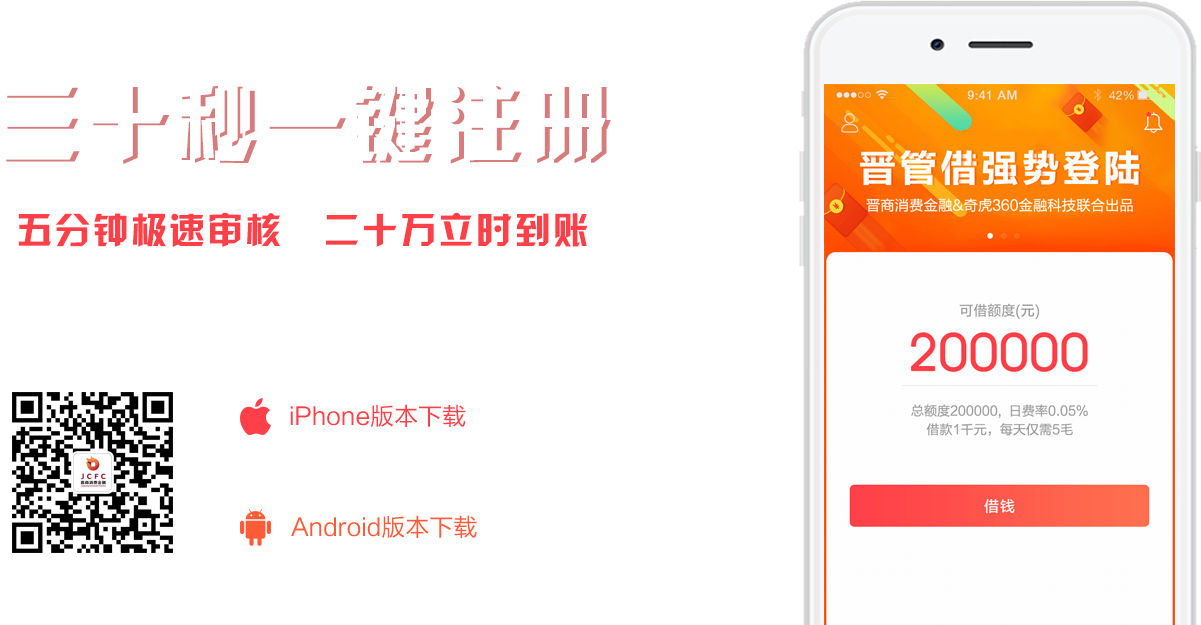 三十秒一键注册
五分钟极速审核 二十万立时到账
JCFC
晋商消费金融
iPhone版本下载
Android版本下载
9:41 AM
42%
晋管借强势登陆
晋商消费金融&奇虎360金融科技联合出品
可借额度(元)
200000
总额度200000，日费率0.05%
借款1千元，每天仅需5毛
借钱